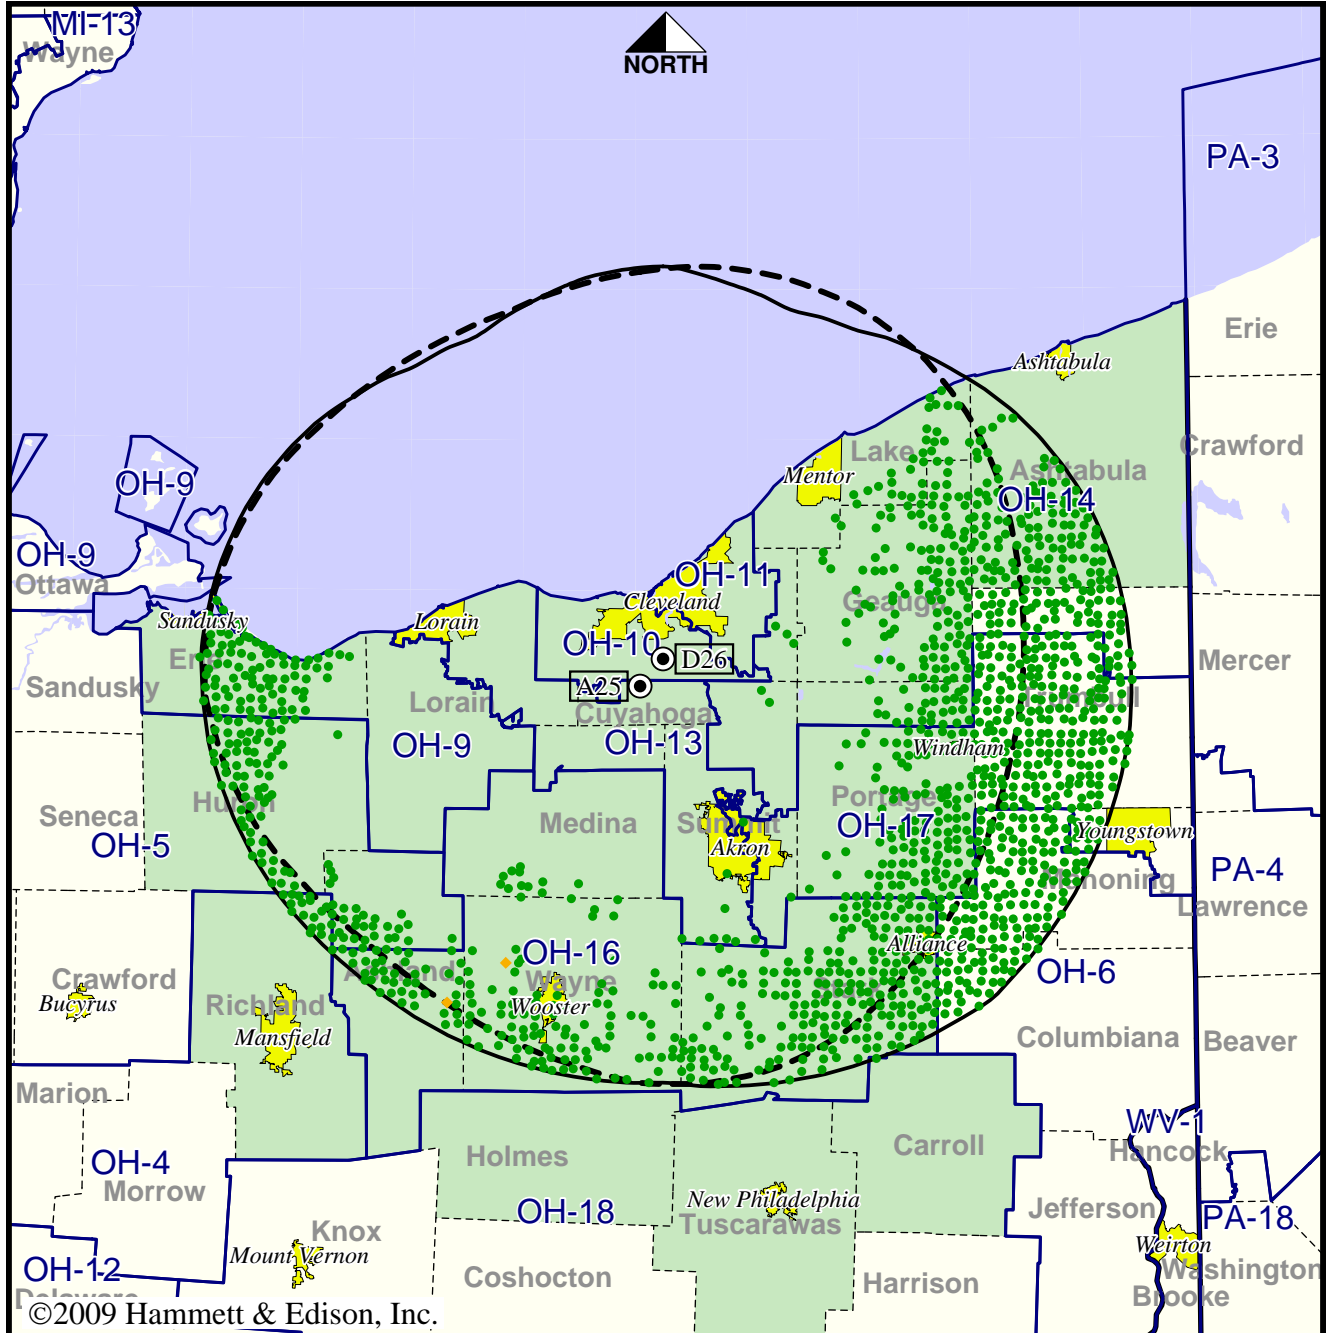 MI-13
Wayne
NORTH
PA-3
Erie
Ashtabula
Crawford
Lake
Mentor
Ashtabula
OH-14
OH-9
OH-9
Ottawa
OH-11
Cleveland
Geauga
Sandusky
Lorain
OH-10
D26
Erie
Mercer
Sandusky
A25
Lorain
Cuyahoga
Trumbull
OH-9
OH-13
Windham
Huron
Portage
Seneca
Medina
Summit
OH-17
Youngstown
OH-5
Akron
PA-4
Mahoning
Lawrence
Alliance
OH-16
OH-6
Crawford
Ashland
Wayne
Stark
Bucyrus
Richland
Wooster
Mansfield
Columbiana
Beaver
Marion
WV-1
Carroll
Hancock
Holmes
OH-4
Morrow
New Philadelphia
Jefferson
OH-18
Tuscarawas
PA-18
Knox
Mount Vernon
Weirton
OH-12
Coshocton
Harrison
Washington
Delaware
Brooke
©2009 Hammett & Edison, Inc.